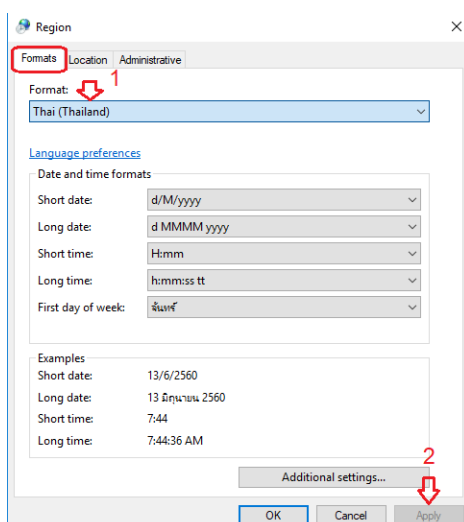 Region
Formats Location Administrative
1
Format:
Thai (Thailand)
Language preferences
Date and time formats
Short date: d/M/yyyy
Long date: d MMMM yyyy
Short time: H:mm
Long time: h:mm:ss tt
First day of week: จันทร์
Examples
Short date: 13/6/2560
Long date: 13 มิถุนายน 2560
Short time: 7:44
Long time: 7:44:36 AM
2
Additional settings...
OK Cancel Apply